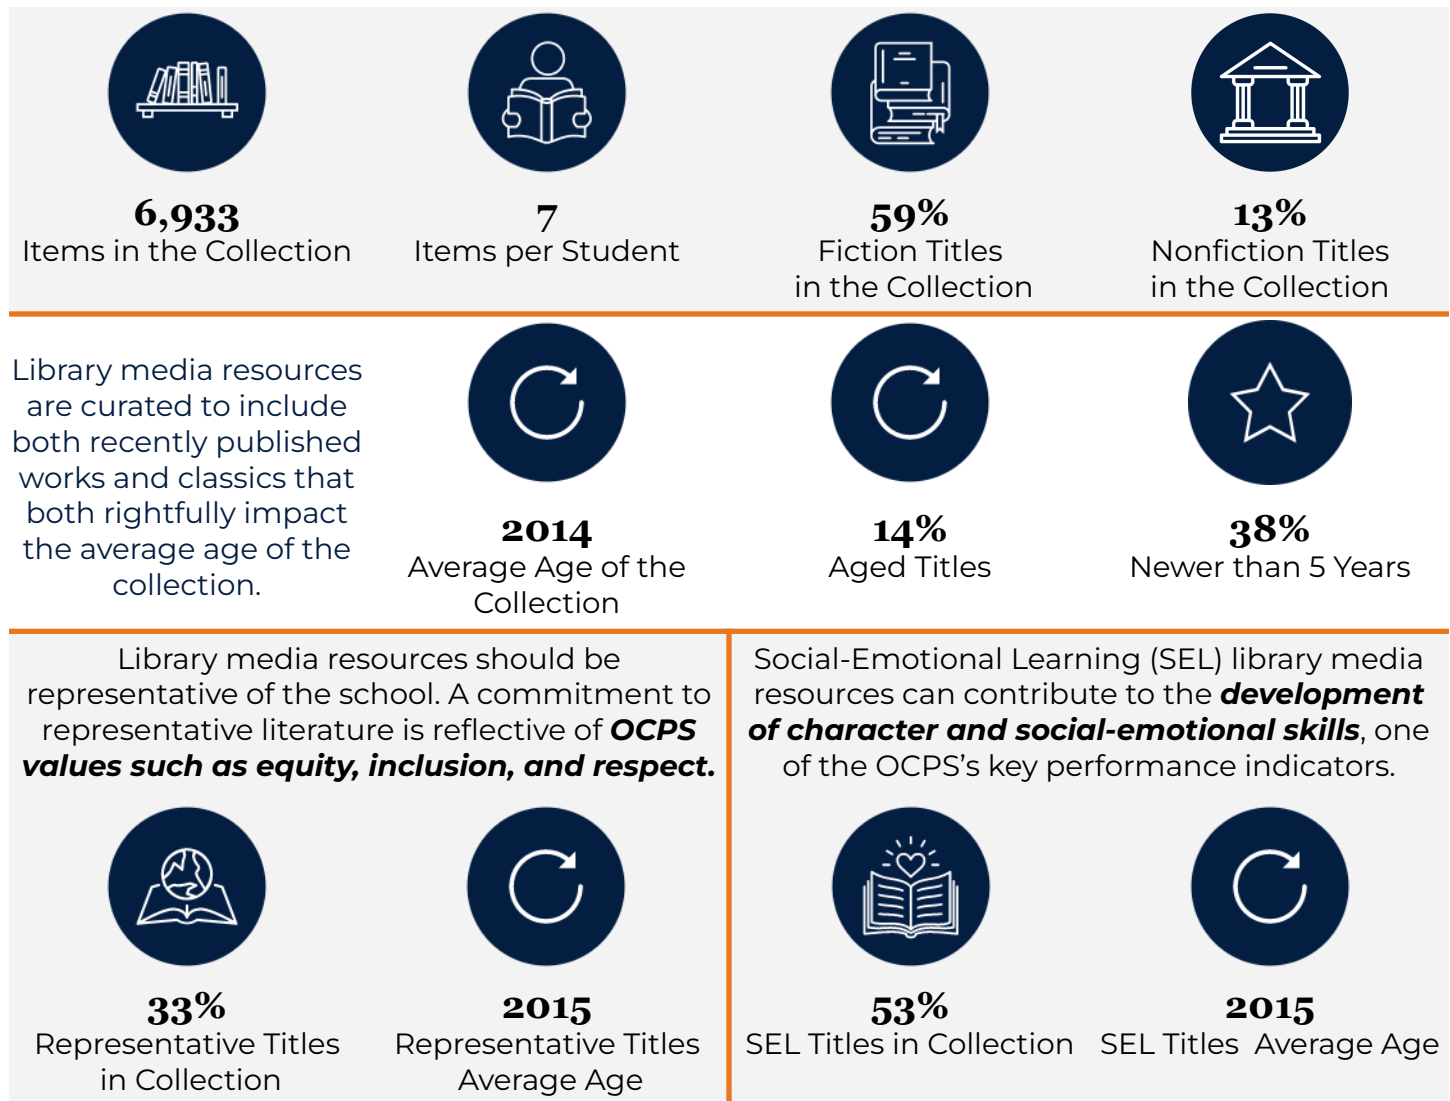 6,933
Items in the Collection
7
Items per Student
59%
Fiction Titles
in the Collection
13%
Nonfiction Titles
in the Collection
Library media resources
are curated to include
both recently published
works and classics that
both rightfully impact
the average age of the
collection.
2014
Average Age of the
Collection
14%
Aged Titles
38%
Newer than 5 Years
Library media resources should be
representative of the school. A commitment to
representative literature is reflective of OCPS
values such as equity, inclusion, and respect.
33%
Representative Titles
in Collection
2015
Representative Titles
Average Age
Social-Emotional Learning (SEL) library media
resources can contribute to the development
of character and social-emotional skills, one
of the OCPS’s key performance indicators.
53%
SEL Titles in Collection
2015
SEL Titles  Average Age